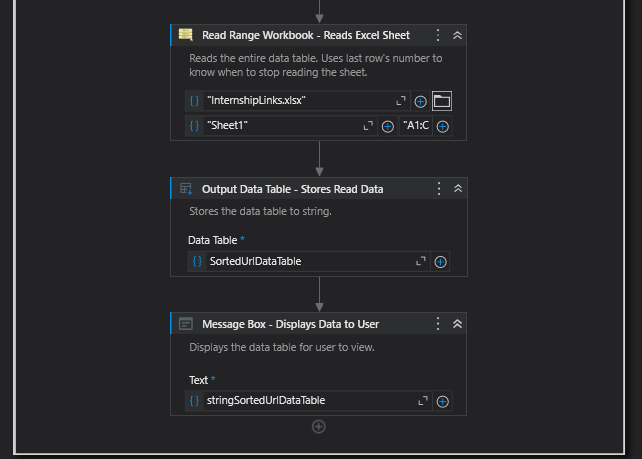 Read Range Workbook - Reads Excel Sheet
Reads the entire data table. Uses last row's number to
know when to stop reading the sheet.
"InternshipLinks.xlsx"
"Sheet1" "A1:C
Output Data Table - Stores Read Data
Stores the data table to string.
Data Table *
SortedUrlDataTable
Message Box - Displays Data to User
Displays the data table for user to view.
Text *
stringSortedUrlDataTable